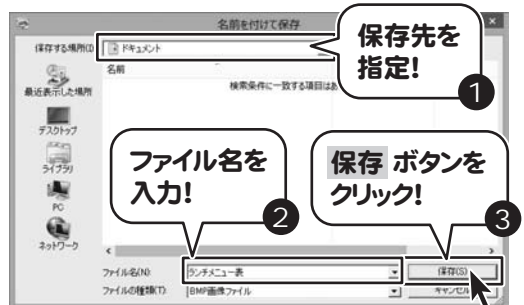 名前を付けて保存
保存する場所(I):
ドキュメント
保存先を
指定!
1
名前
検索条件に一致する項目はあ
最近表示した場所
デスクトップ
ライブラリ
PC
ネットワーク
ファイル名を
入力!
2
保存 ボタンを
クリック!
3
ファイル名(N):
ランチメニュー表
保存(S)
ファイルの種類(T):
BMP画像ファイル
キャンセル